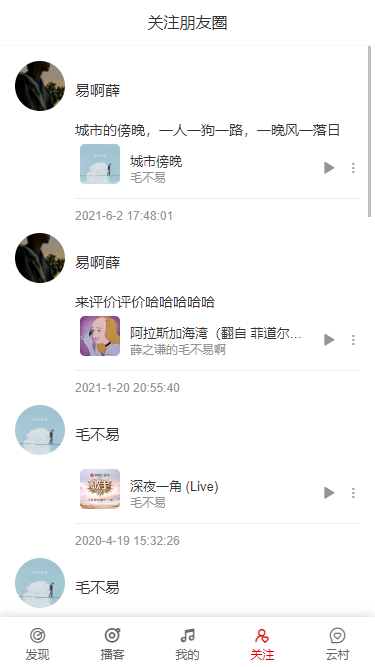 关注朋友圈
易啊薛
城市的傍晚，一人一狗一路，一晚风一落日
城市傍晚
毛不易
2021-6-2 17:48:01
易啊薛
来评价评价哈哈哈哈哈
阿拉斯加海湾（翻自 菲道尔…
薛之谦的毛不易啊
2021-1-20 20:55:40
毛不易
深夜一角 (Live)
毛不易
2020-4-19 15:32:26
毛不易
发现
播客
我的
关注
云村